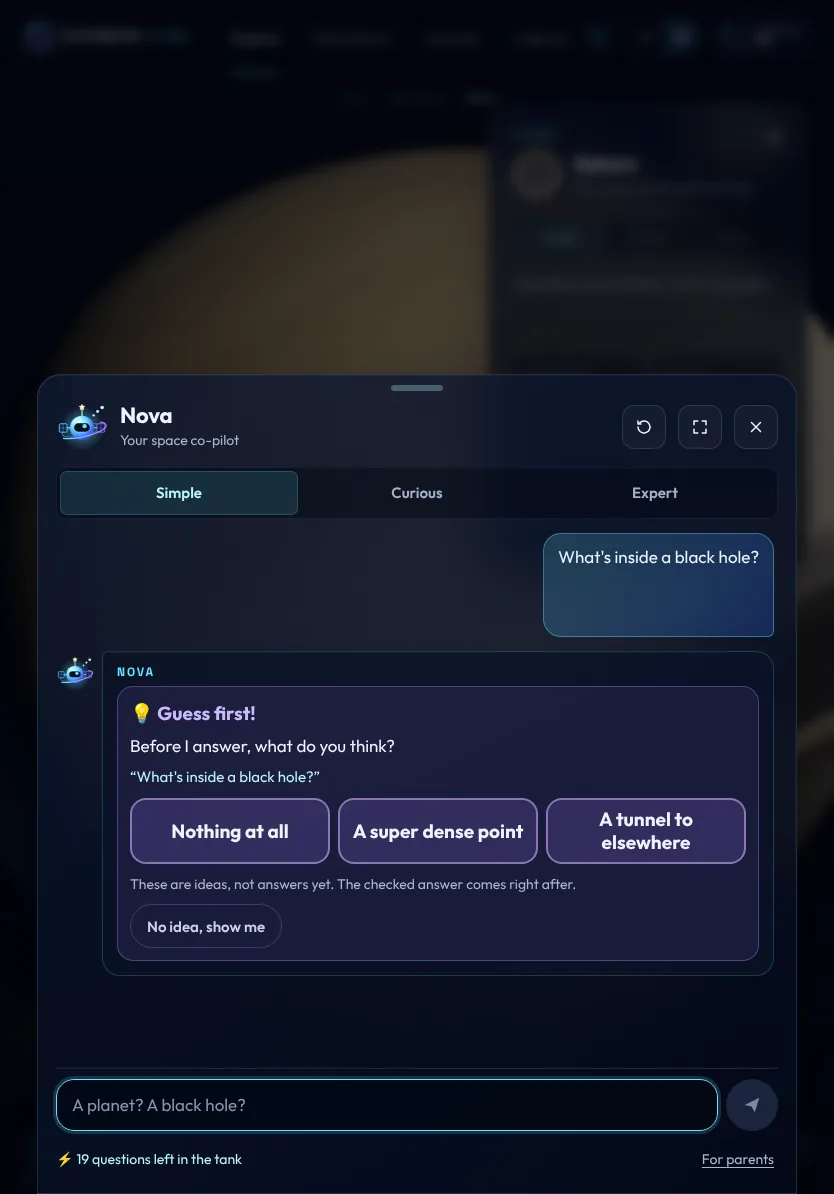 Nova
Your space co-pilot
Simple
Curious
Expert
What's inside a black hole?
NOVA
💡 Guess first!
Before I answer, what do you think?
“What's inside a black hole?”
Nothing at all
A super dense point
A tunnel to
elsewhere
These are ideas, not answers yet. The checked answer comes right after.
No idea, show me
A planet? A black hole?
⚡ 19 questions left in the tank
For parents